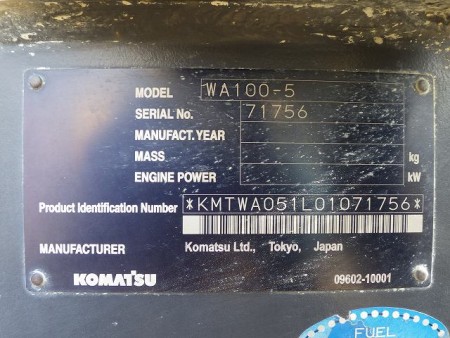 MODEL WA100-5
SERIAL No. 71756
MANUFACT. YEAR
MASS kg
ENGINE POWER kW
Product Identification Number *KMTWA051L01071756*
MANUFACTURER Komatsu Ltd., Tokyo, Japan
KOMATSU 09602-10001
FUEL